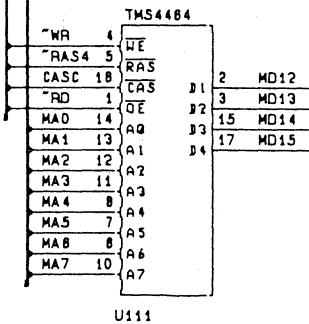 TMS4464
~WR 4 WE
~RAS4 5 RAS
CASC 16 CAS D1 2 MD12
~RD 1 OE D2 3 MD13
MA0 14 A0 D3 15 MD14
MA1 13 A1 D4 17 MD15
MA2 12 A2
MA3 11 A3
MA4 8 A4
MA5 7 A5
MA6 6 A6
MA7 10 A7
U111